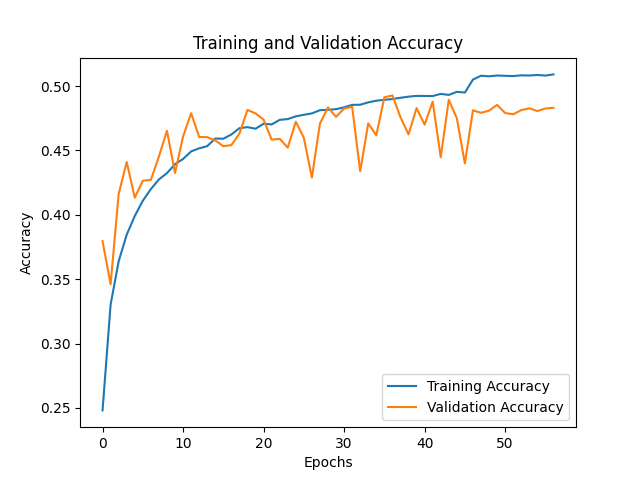 Training and Validation Accuracy
Accuracy
0.50
0.45
0.40
0.35
0.30
0.25
0 10 20 30 40 50
Epochs
Training Accuracy
Validation Accuracy